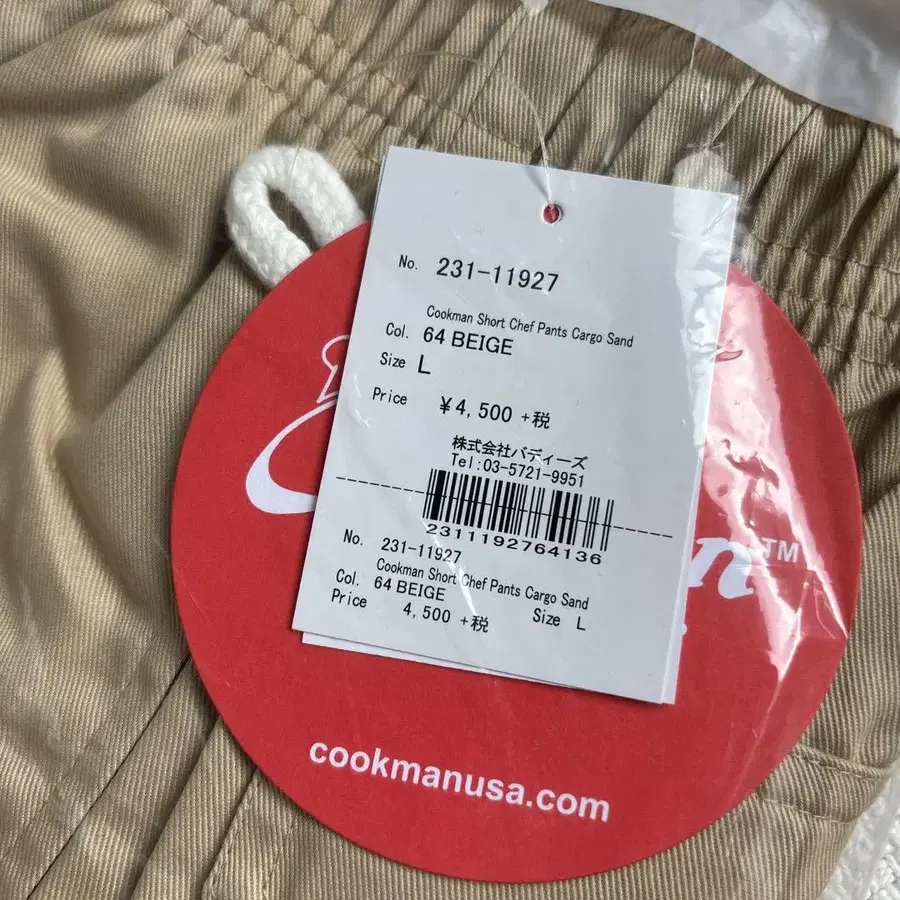 No. 231-11927
Cookman Short Chef Pants Cargo Sand
Col. 64 BEIGE
Size L
Price ¥4,500 +税
株式会社バディーズ
Tel:03-5721-9951
2311192764136
No. 231-11927
Cookman Short Chef Pants Cargo Sand
Col. 64 BEIGE
Price 4,500 +税 Size L
n™
cookmanusa.com